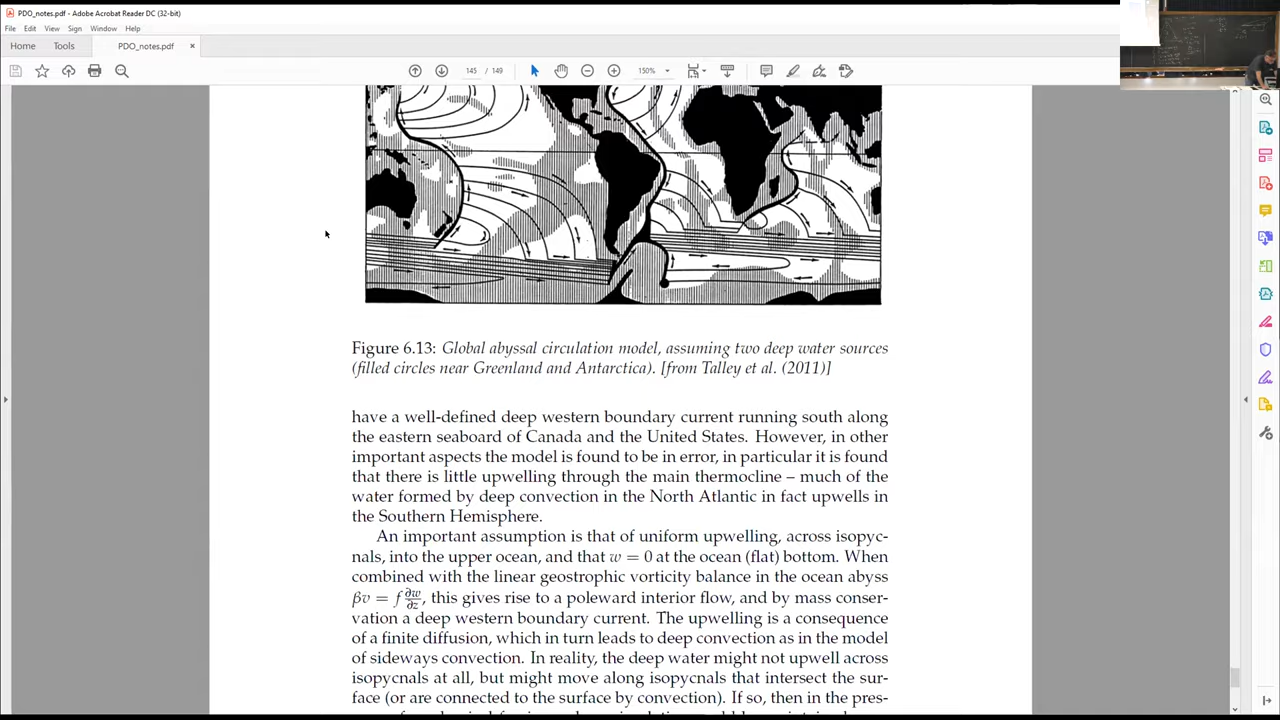 PDO_notes.pdf - Adobe Acrobat Reader DC (32-bit)
File Edit View Sign Window Help
Home Tools PDO_notes.pdf ×
145 / 149 150%
Figure 6.13: Global abyssal circulation model, assuming two deep water sources
(filled circles near Greenland and Antarctica). [from Talley et al. (2011)]
have a well-defined deep western boundary current running south along
the eastern seaboard of Canada and the United States. However, in other
important aspects the model is found to be in error, in particular it is found
that there is little upwelling through the main thermocline – much of the
water formed by deep convection in the North Atlantic in fact upwells in
the Southern Hemisphere.
An important assumption is that of uniform upwelling, across isopyc-
nals, into the upper ocean, and that w = 0 at the ocean (flat) bottom. When
combined with the linear geostrophic vorticity balance in the ocean abyss
βv = f ∂w/∂z, this gives rise to a poleward interior flow, and by mass conser-
vation a deep western boundary current. The upwelling is a consequence
of a finite diffusion, which in turn leads to deep convection as in the model
of sideways convection. In reality, the deep water might not upwell across
isopycnals at all, but might move along isopycnals that intersect the sur-
face (or are connected to the surface by convection). If so, then in the pres-